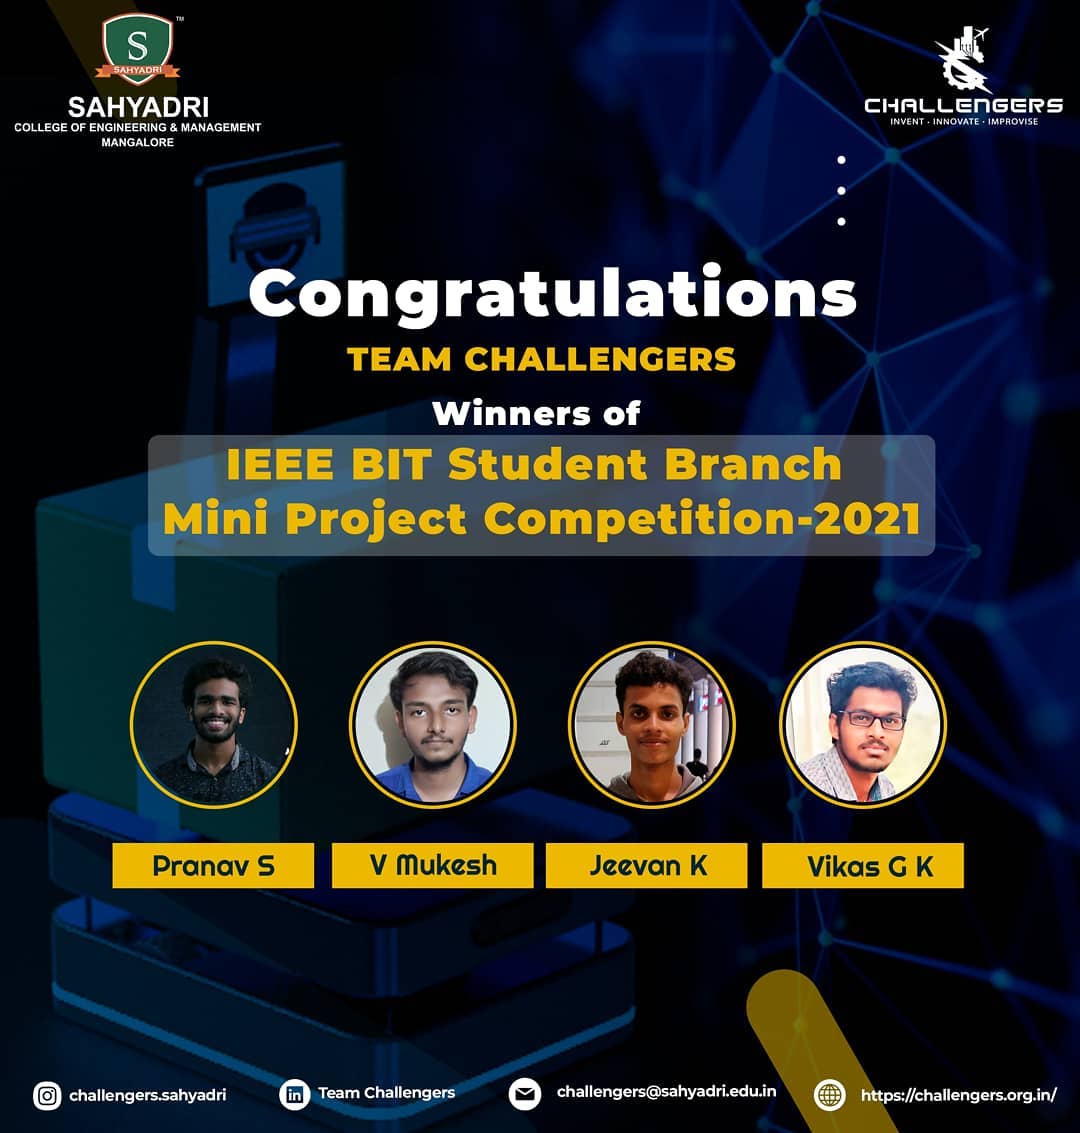 S
TM
SAHYADRI
SAHYADRI
COLLEGE OF ENGINEERING & MANAGEMENT
MANGALORE
CHALLENGERS
INVENT · INNOVATE · IMPROVISE
Congratulations
TEAM CHALLENGERS
Winners of
IEEE BIT Student Branch
Mini Project Competition-2021
Pranav S
V Mukesh
Jeevan K
Vikas G K
challengers.sahyadri
in
Team Challengers
challengers@sahyadri.edu.in
https://challengers.org.in/